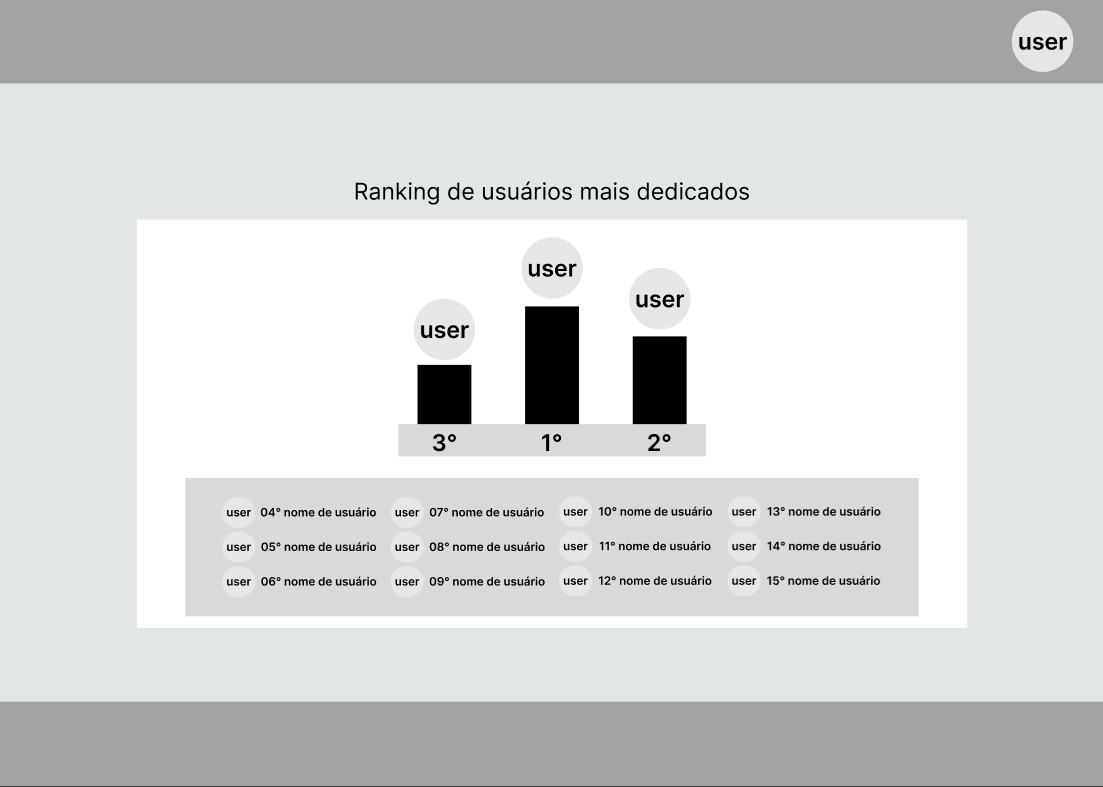 user
Ranking de usuários mais dedicados
user
user
user
3° 1° 2°
user 04° nome de usuário user 07° nome de usuário user 10° nome de usuário user 13° nome de usuário
user 05° nome de usuário user 08° nome de usuário user 11° nome de usuário user 14° nome de usuário
user 06° nome de usuário user 09° nome de usuário user 12° nome de usuário user 15° nome de usuário